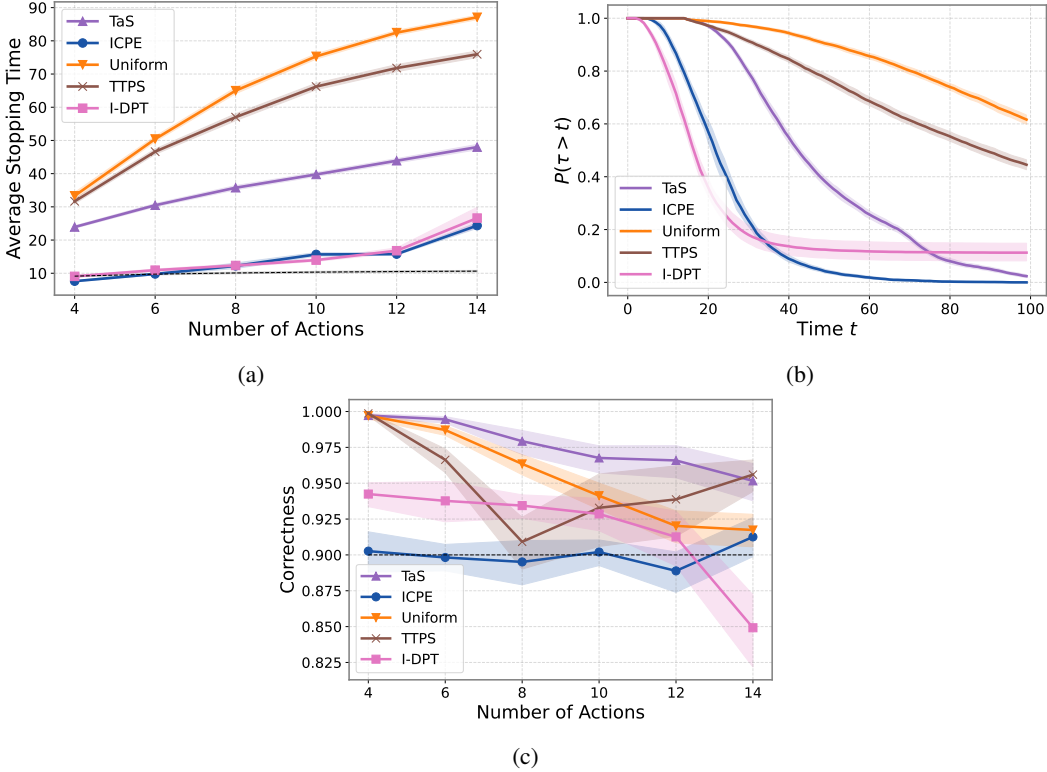 90
80
70
60
50
40
30
20
10
Average Stopping Time
TaS
ICPE
Uniform
TTPS
I-DPT
4 6 8 10 12 14
Number of Actions
(a)
1.0
0.8
0.6
0.4
0.2
0.0
P(τ > t)
TaS
ICPE
Uniform
TTPS
I-DPT
0 20 40 60 80 100
Time t
(b)
1.000
0.975
0.950
0.925
0.900
0.875
0.850
0.825
Correctness
TaS
ICPE
Uniform
TTPS
I-DPT
4 6 8 10 12 14
Number of Actions
(c)